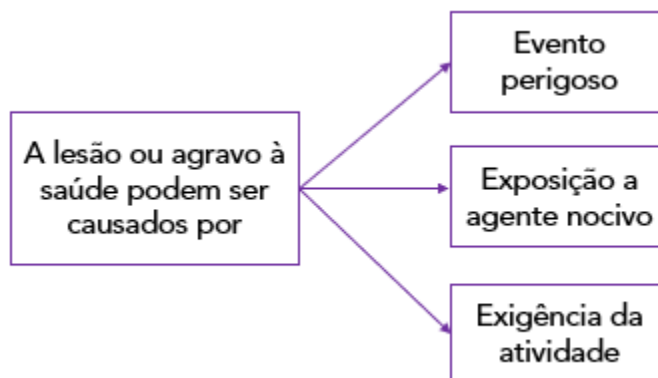 A lesão ou agravo à
saúde podem ser
causados por
Evento
perigoso
Exposição a
agente nocivo
Exigência da
atividade